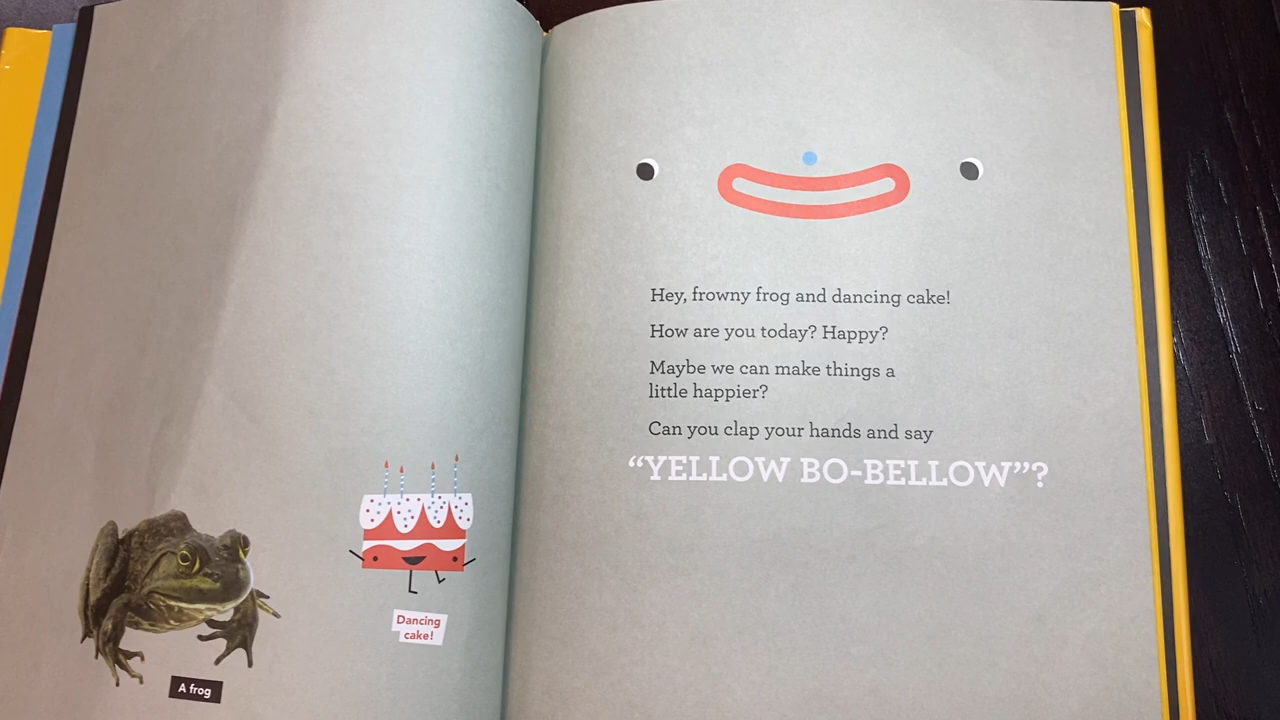 A frog
Dancing
cake!
Hey, frowny frog and dancing cake!
How are you today? Happy?
Maybe we can make things a
little happier?
Can you clap your hands and say
“YELLOW BO-BELLOW”?